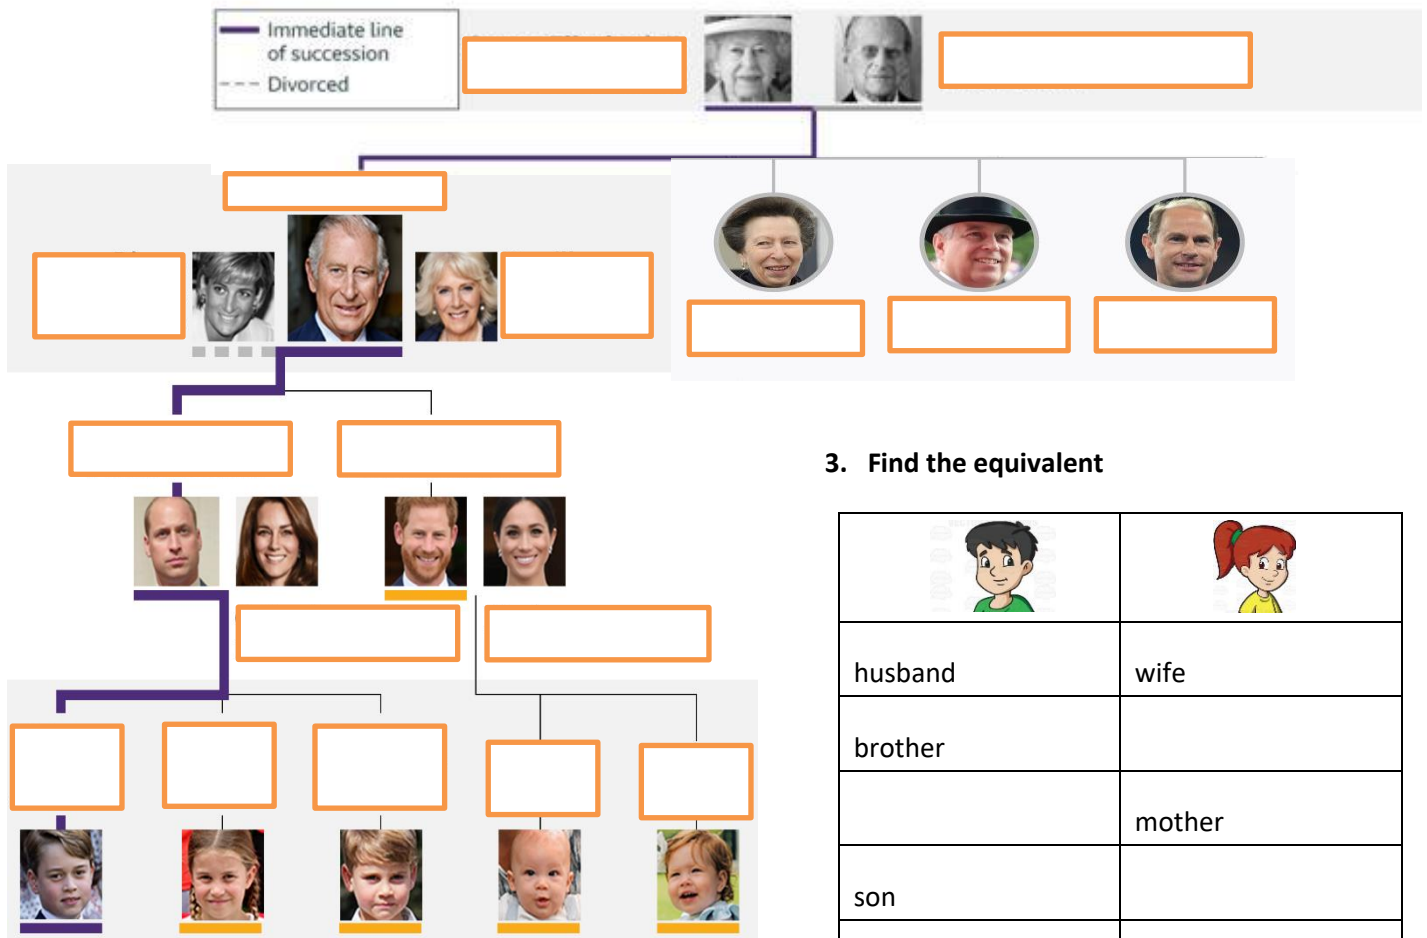 Immediate line
of succession
Divorced
3. Find the equivalent
husband wife
brother
mother
son